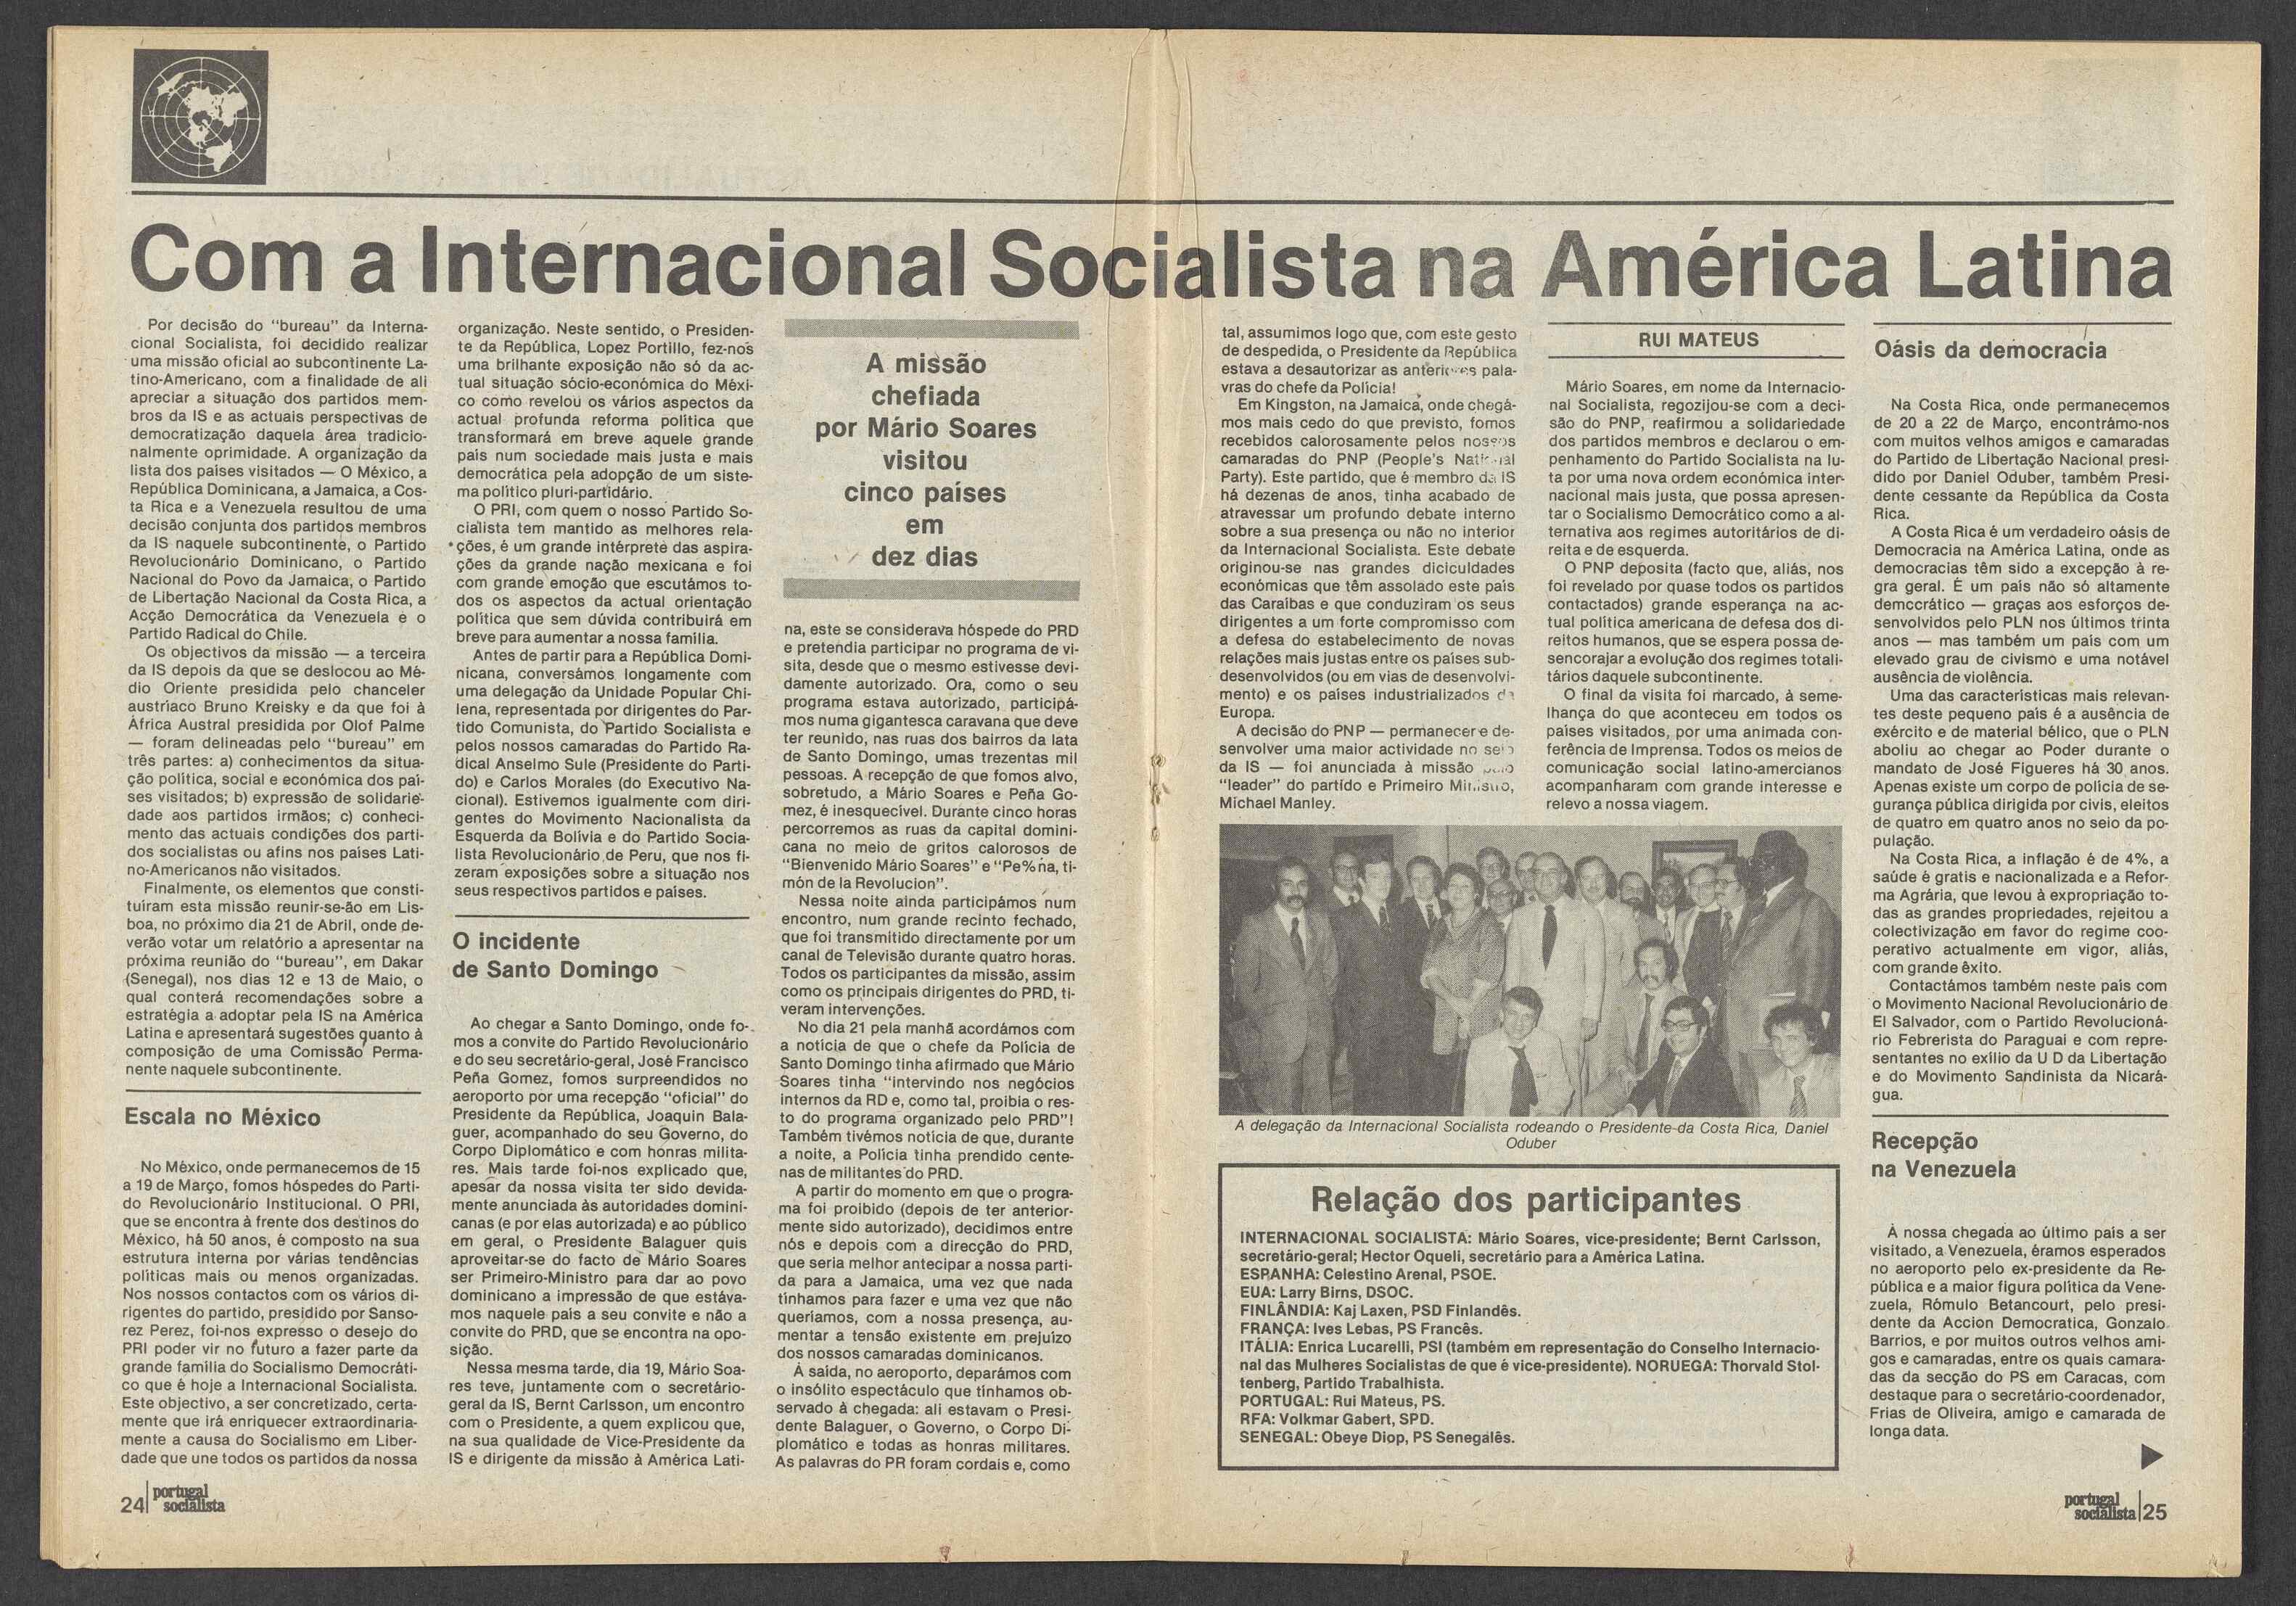 Com a Internacional Socialista na América Latina
Por decisão do "bureau" da Interna-
cional Socialista, foi decidido realizar
uma missão oficial ao subcontinente La-
tino-Americano, com a finalidade de ali
apreciar a situação dos partidos mem-
bros da IS e as actuais perspectivas de
democratização daquela área tradicio-
nalmente oprimidade. A organização da
lista dos países visitados — O México, a
República Dominicana, a Jamaica, a Cos-
ta Rica e a Venezuela resultou de uma
decisão conjunta dos partidos membros
da IS naquele subcontinente, o Partido
Revolucionário Dominicano, o Partido
Nacional do Povo da Jamaica, o Partido
de Libertação Nacional da Costa Rica, a
Acção Democrática da Venezuela e o
Partido Radical do Chile.
Os objectivos da missão — a terceira
da IS depois da que se deslocou ao Mé-
dio Oriente presidida pelo chanceler
austríaco Bruno Kreisky e da que foi à
África Austral presidida por Olof Palme
— foram delineadas pelo "bureau" em
três partes: a) conhecimentos da situa-
ção política, social e económica dos paí-
ses visitados; b) expressão de solidarie-
dade aos partidos irmãos; c) conheci-
mento das actuais condições dos parti-
dos socialistas ou afins nos países Lati-
no-Americanos não visitados.
Finalmente, os elementos que consti-
tuíram esta missão reunir-se-ão em Lis-
boa, no próximo dia 21 de Abril, onde de-
verão votar um relatório a apresentar na
próxima reunião do "bureau", em Dakar
(Senegal), nos dias 12 e 13 de Maio, o
qual conterá recomendações sobre a
estratégia a adoptar pela IS na América
Latina e apresentará sugestões quanto à
composição de uma Comissão Perma-
nente naquele subcontinente.
Escala no México
No México, onde permanecemos de 15
a 19 de Março, fomos hóspedes do Parti-
do Revolucionário Institucional. O PRI,
que se encontra à frente dos destinos do
México, há 50 anos, é composto na sua
estrutura interna por várias tendências
políticas mais ou menos organizadas.
Nos nossos contactos com os vários di-
rigentes do partido, presidido por Sanso-
rez Perez, foi-nos expresso o desejo do
PRI poder vir no futuro a fazer parte da
grande família do Socialismo Democráti-
co que é hoje a Internacional Socialista.
Este objectivo, a ser concretizado, certa-
mente que irá enriquecer extraordinaria-
mente a causa do Socialismo em Liber-
dade que une todos os partidos da nossa
organização. Neste sentido, o Presiden-
te da República, Lopez Portillo, fez-nos
uma brilhante exposição não só da ac-
tual situação sócio-económica do Méxi-
co como revelou os vários aspectos da
actual profunda reforma política que
transformará em breve aquele grande
país num sociedade mais justa e mais
democrática pela adopção de um siste-
ma político pluri-partidário.
O PRI, com quem o nosso Partido So-
cialista tem mantido as melhores rela-
ções, é um grande intérprete das aspira-
ções da grande nação mexicana e foi
com grande emoção que escutámos to-
dos os aspectos da actual orientação
política que sem dúvida contribuirá em
breve para aumentar a nossa família.
Antes de partir para a República Domi-
nicana, conversámos longamente com
uma delegação da Unidade Popular Chi-
lena, representada por dirigentes do Par-
tido Comunista, do Partido Socialista e
pelos nossos camaradas do Partido Ra-
dical Anselmo Sule (Presidente do Parti-
do) e Carlos Morales (do Executivo Na-
cional). Estivemos igualmente com diri-
gentes do Movimento Nacionalista da
Esquerda da Bolívia e do Partido Socia-
lista Revolucionário de Peru, que nos fi-
zeram exposições sobre a situação nos
seus respectivos partidos e países.
O incidente
de Santo Domingo
Ao chegar a Santo Domingo, onde fo-
mos a convite do Partido Revolucionário
e do seu secretário-geral, José Francisco
Peña Gomez, fomos surpreendidos no
aeroporto por uma recepção "oficial" do
Presidente da República, Joaquin Bala-
guer, acompanhado do seu Governo, do
Corpo Diplomático e com honras milita-
res. Mais tarde foi-nos explicado que,
apesar da nossa visita ter sido devida-
mente anunciada às autoridades domini-
canas (e por elas autorizada) e ao público
em geral, o Presidente Balaguer quis
aproveitar-se do facto de Mário Soares
ser Primeiro-Ministro para dar ao povo
dominicano a impressão de que estáva-
mos naquele país a seu convite e não a
convite do PRD, que se encontra na opo-
sição.
Nessa mesma tarde, dia 19, Mário Soa-
res teve, juntamente com o secretário-
geral da IS, Bernt Carlsson, um encontro
com o Presidente, a quem explicou que,
na sua qualidade de Vice-Presidente da
IS e dirigente da missão à América Lati-
A missão
chefiada
por Mário Soares
visitou
cinco países
em
dez dias
na, este se considerava hóspede do PRD
e pretendia participar no programa de vi-
sita, desde que o mesmo estivesse devi-
damente autorizado. Ora, como o seu
programa estava autorizado, participá-
mos numa gigantesca caravana que deve
ter reunido, nas ruas dos bairros da lata
de Santo Domingo, umas trezentas mil
pessoas. A recepção de que fomos alvo,
sobretudo, a Mário Soares e Peña Go-
mez, é inesquecível. Durante cinco horas
percorremos as ruas da capital domini-
cana no meio de gritos calorosos de
"Bienvenido Mário Soares" e "Pe%na, ti-
món de la Revolucion".
Nessa noite ainda participámos num
encontro, num grande recinto fechado,
que foi transmitido directamente por um
canal de Televisão durante quatro horas.
Todos os participantes da missão, assim
como os principais dirigentes do PRD, ti-
veram intervenções.
No dia 21 pela manhã acordámos com
a notícia de que o chefe da Polícia de
Santo Domingo tinha afirmado que Mário
Soares tinha "intervindo nos negócios
internos da RD e, como tal, proibia o res-
to do programa organizado pelo PRD"!
Também tivémos notícia de que, durante
a noite, a Polícia tinha prendido cente-
nas de militantes do PRD.
A partir do momento em que o progra-
ma foi proibido (depois de ter anterior-
mente sido autorizado), decidimos entre
nós e depois com a direcção do PRD,
que seria melhor antecipar a nossa parti-
da para a Jamaica, uma vez que nada
tínhamos para fazer e uma vez que não
queríamos, com a nossa presença, au-
mentar a tensão existente em prejuízo
dos nossos camaradas dominicanos.
À saída, no aeroporto, deparámos com
o insólito espectáculo que tínhamos ob-
servado à chegada: ali estavam o Presi-
dente Balaguer, o Governo, o Corpo Di-
plomático e todas as honras militares.
As palavras do PR foram cordais e, como
24 portugal
socialista
tal, assumimos logo que, com este gesto
de despedida, o Presidente da República
estava a desautorizar as anteriores pala-
vras do chefe da Polícia!
Em Kingston, na Jamaica, onde chegá-
mos mais cedo do que previsto, fomos
recebidos calorosamente pelos nossos
camaradas do PNP (People's National
Party). Este partido, que é membro da IS
há dezenas de anos, tinha acabado de
atravessar um profundo debate interno
sobre a sua presença ou não no interior
da Internacional Socialista. Este debate
originou-se nas grandes diciculdades
económicas que têm assolado este país
das Caraíbas e que conduziram os seus
dirigentes a um forte compromisso com
a defesa do estabelecimento de novas
relações mais justas entre os países sub-
desenvolvidos (ou em vias de desenvolvi-
mento) e os países industrializados da
Europa.
A decisão do PNP — permanecer e de-
senvolver uma maior actividade no seio
da IS — foi anunciada à missão pelo
"leader" do partído e Primeiro Ministro,
Michael Manley.
RUI MATEUS
Mário Soares, em nome da Internacio-
nal Socialista, regozijou-se com a deci-
são do PNP, reafirmou a solidariedade
dos partidos membros e declarou o em-
penhamento do Partido Socialista na lu-
ta por uma nova ordem económica inter-
nacional mais justa, que possa apresen-
tar o Socialismo Democrático como a al-
ternativa aos regimes autoritários de di-
reita e de esquerda.
O PNP deposita (facto que, aliás, nos
foi revelado por quase todos os partidos
contactados) grande esperança na ac-
tual política americana de defesa dos di-
reitos humanos, que se espera possa de-
sencorajar a evolução dos regimes totali-
tários daquele subcontinente.
O final da visita foi marcado, à seme-
lhança do que aconteceu em todos os
países visitados, por uma animada con-
ferência de Imprensa. Todos os meios de
comunicação social latino-amercianos
acompanharam com grande interesse e
relevo a nossa viagem.
A delegação da Internacional Socialista rodeando o Presidente da Costa Rica, Daniel
Oduber
Relação dos participantes
INTERNACIONAL SOCIALISTA: Mário Soares, vice-presidente; Bernt Carlsson,
secretário-geral; Hector Oqueli, secretário para a América Latina.
ESPANHA: Celestino Arenal, PSOE.
EUA: Larry Birns, DSOC.
FINLÂNDIA: Kaj Laxen, PSD Finlandês.
FRANÇA: Ives Lebas, PS Francês.
ITÁLIA: Enrica Lucarelli, PSI (também em representação do Conselho Internacio-
nal das Mulheres Socialistas de que é vice-presidente). NORUEGA: Thorvald Stol-
tenberg, Partido Trabalhista.
PORTUGAL: Rui Mateus, PS.
RFA: Volkmar Gabert, SPD.
SENEGAL: Obeye Diop, PS Senegalês.
Oásis da democracia
Na Costa Rica, onde permanecemos
de 20 a 22 de Março, encontrámo-nos
com muitos velhos amigos e camaradas
do Partido de Libertação Nacional presi-
dido por Daniel Oduber, também Presi-
dente cessante da República da Costa
Rica.
A Costa Rica é um verdadeiro oásis de
Democracia na América Latina, onde as
democracias têm sido a excepção à re-
gra geral. É um país não só altamente
democrático — graças aos esforços de-
senvolvidos pelo PLN nos últimos trinta
anos — mas também um país com um
elevado grau de civismo e uma notável
ausência de violência.
Uma das características mais relevan-
tes deste pequeno país é a ausência de
exército e de material bélico, que o PLN
aboliu ao chegar ao Poder durante o
mandato de José Figueres há 30 anos.
Apenas existe um corpo de polícia de se-
gurança pública dirigida por civis, eleitos
de quatro em quatro anos no seio da po-
pulação.
Na Costa Rica, a inflação é de 4%, a
saúde é gratis e nacionalizada e a Refor-
ma Agrária, que levou à expropriação to-
das as grandes propriedades, rejeitou a
colectivização em favor do regime coo-
perativo actualmente em vigor, aliás,
com grande êxito.
Contactámos também neste país com
o Movimento Nacional Revolucionário de
El Salvador, com o Partido Revolucioná-
rio Febrerista do Paraguai e com repre-
sentantes no exílio da U D da Libertação
e do Movimento Sandinista da Nicará-
gua.
Recepção
na Venezuela
À nossa chegada ao último país a ser
visitado, a Venezuela, éramos esperados
no aeroporto pelo ex-presidente da Re-
pública e a maior figura política da Vene-
zuela, Rómulo Betancourt, pelo presi-
dente da Accion Democratica, Gonzalo
Barrios, e por muitos outros velhos ami-
gos e camaradas, entre os quais camara-
das da secção do PS em Caracas, com
destaque para o secretário-coordenador,
Frias de Oliveira, amigo e camarada de
longa data.
portugal
socialista 25